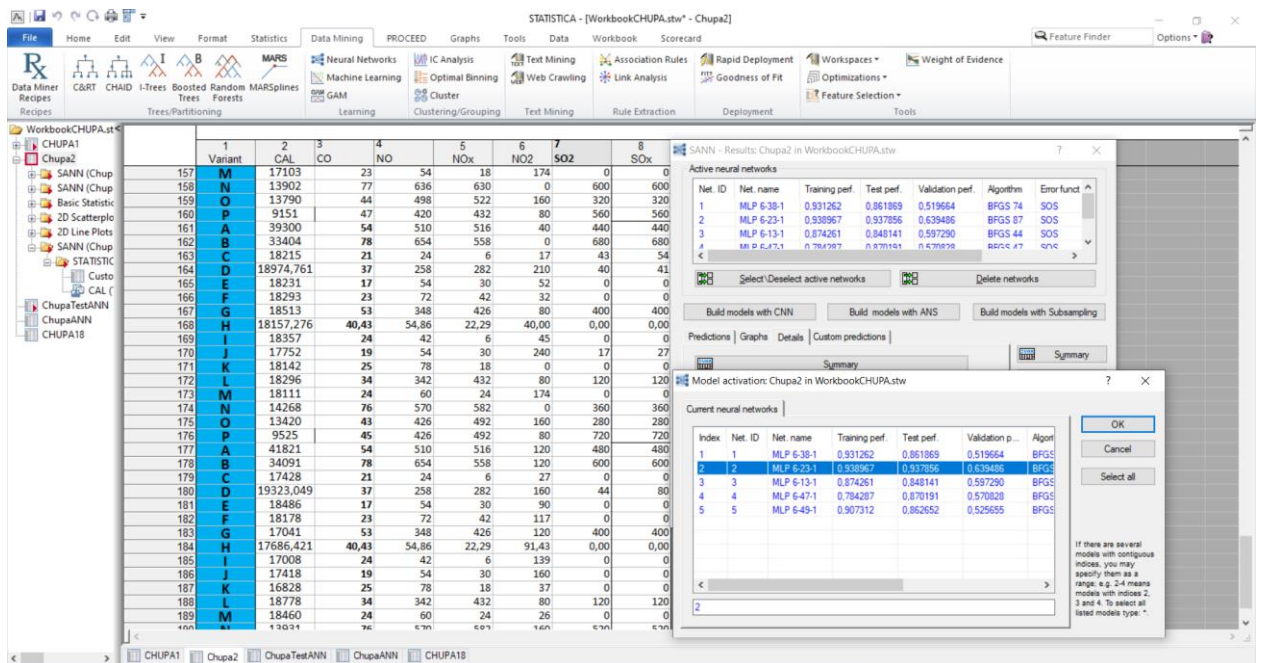 STATISTICA - [WorkbookCHUPA.stw* - Chupa2]
File Home Edit View Format Statistics Data Mining PROCEED Graphs Tools Data Workbook Scorecard Feature Finder Options
Data Miner Recipes
C&RT CHAID I-Trees Boosted Trees Random Forests MARSplines
MARS
Neural Networks IC Analysis Text Mining Association Rules Rapid Deployment Workspaces Weight of Evidence
Machine Learning Optimal Binning Web Crawling Link Analysis Goodness of Fit Optimizations
GAM Cluster Feature Selection
Recipes Trees/Partitioning Learning Clustering/Grouping Text Mining Rule Extraction Deployment Tools
WorkbookCHUPA.st
CHUPA1
Chupa2
SANN (Chup
SANN (Chup
Basic Statistic
2D Scatterplo
2D Line Plots
SANN (Chup
STATISTIC
Custo
CAL (
ChupaTestANN
ChupaANN
CHUPA18
1 2 3 4 5 6 7 8
Variant CAL CO NO NOx NO2 SO2 SOx
157 M 17103 23 54 18 174 0 0
158 N 13902 77 636 630 0 600 600
159 O 13790 44 498 522 160 320 320
160 P 9151 47 420 432 80 560 560
161 A 39300 54 510 516 40 440 440
162 B 33404 78 654 558 0 680 680
163 C 18215 21 24 6 17 43 54
164 D 18974,761 37 258 282 210 40 41
165 E 18231 17 54 30 52 0 0
166 F 18293 23 72 42 32 0 0
167 G 18513 53 348 426 80 400 400
168 H 18157,276 40,43 54,86 22,29 40,00 0,00 0,00
169 I 18357 24 42 6 45 0 0
170 J 17752 19 54 30 240 17 27
171 K 18142 25 78 18 0 0 0
172 L 18296 34 342 432 80 120 120
173 M 18111 24 60 24 174 0 0
174 N 14268 76 570 582 0 360 360
175 O 13420 43 426 492 160 280 280
176 P 9525 45 426 492 80 720 720
177 A 41821 54 510 516 120 480 480
178 B 34091 78 654 558 120 600 600
179 C 17428 21 24 6 27 0 0
180 D 19323,049 37 258 282 160 44 80
181 E 18486 17 54 30 90 0 0
182 F 18178 23 72 42 117 0 0
183 G 17041 53 348 426 120 400 400
184 H 17686,421 40,43 54,86 22,29 91,43 0,00 0,00
185 I 17008 24 42 6 139 0 0
186 J 17418 19 54 30 160 0 0
187 K 16828 25 78 18 37 0 0
188 L 18778 34 342 432 80 120 120
189 M 18460 24 60 24 26 0 0
CHUPA1 Chupa2 ChupaTestANN ChupaANN CHUPA18
SANN - Results: Chupa2 in WorkbookCHUPA.stw
Active neural networks
Net. ID Net. name Training perf. Test perf. Validation perf. Algorithm Error funct
1 MLP 6-38-1 0,931262 0,861869 0,519664 BFGS 74 SOS
2 MLP 6-23-1 0,938967 0,937856 0,639486 BFGS 87 SOS
3 MLP 6-13-1 0,874261 0,848141 0,597290 BFGS 44 SOS
4 MLP 6-47-1 0,784287 0,870191 0,570828 BFGS 47 SOS
Select\Deselect active networks Delete networks
Build models with CNN Build models with ANS Build models with Subsampling
Predictions Graphs Details Custom predictions
Summary Summary
Model activation: Chupa2 in WorkbookCHUPA.stw
Current neural networks
Index Net. ID Net. name Training perf. Test perf. Validation p... Algorit
1 1 MLP 6-38-1 0,931262 0,861869 0,519664 BFGS
2 2 MLP 6-23-1 0,938967 0,937856 0,639486 BFGS
3 3 MLP 6-13-1 0,874261 0,848141 0,597290 BFGS
4 4 MLP 6-47-1 0,784287 0,870191 0,570828 BFGS
5 5 MLP 6-49-1 0,907312 0,862652 0,525655 BFGS
2
OK
Cancel
Select all
If there are several
models with contiguous
indices, you may
specify them as a
range; e.g. 2-4 means
models with indices 2,
3 and 4. To select all
listed models type: *.